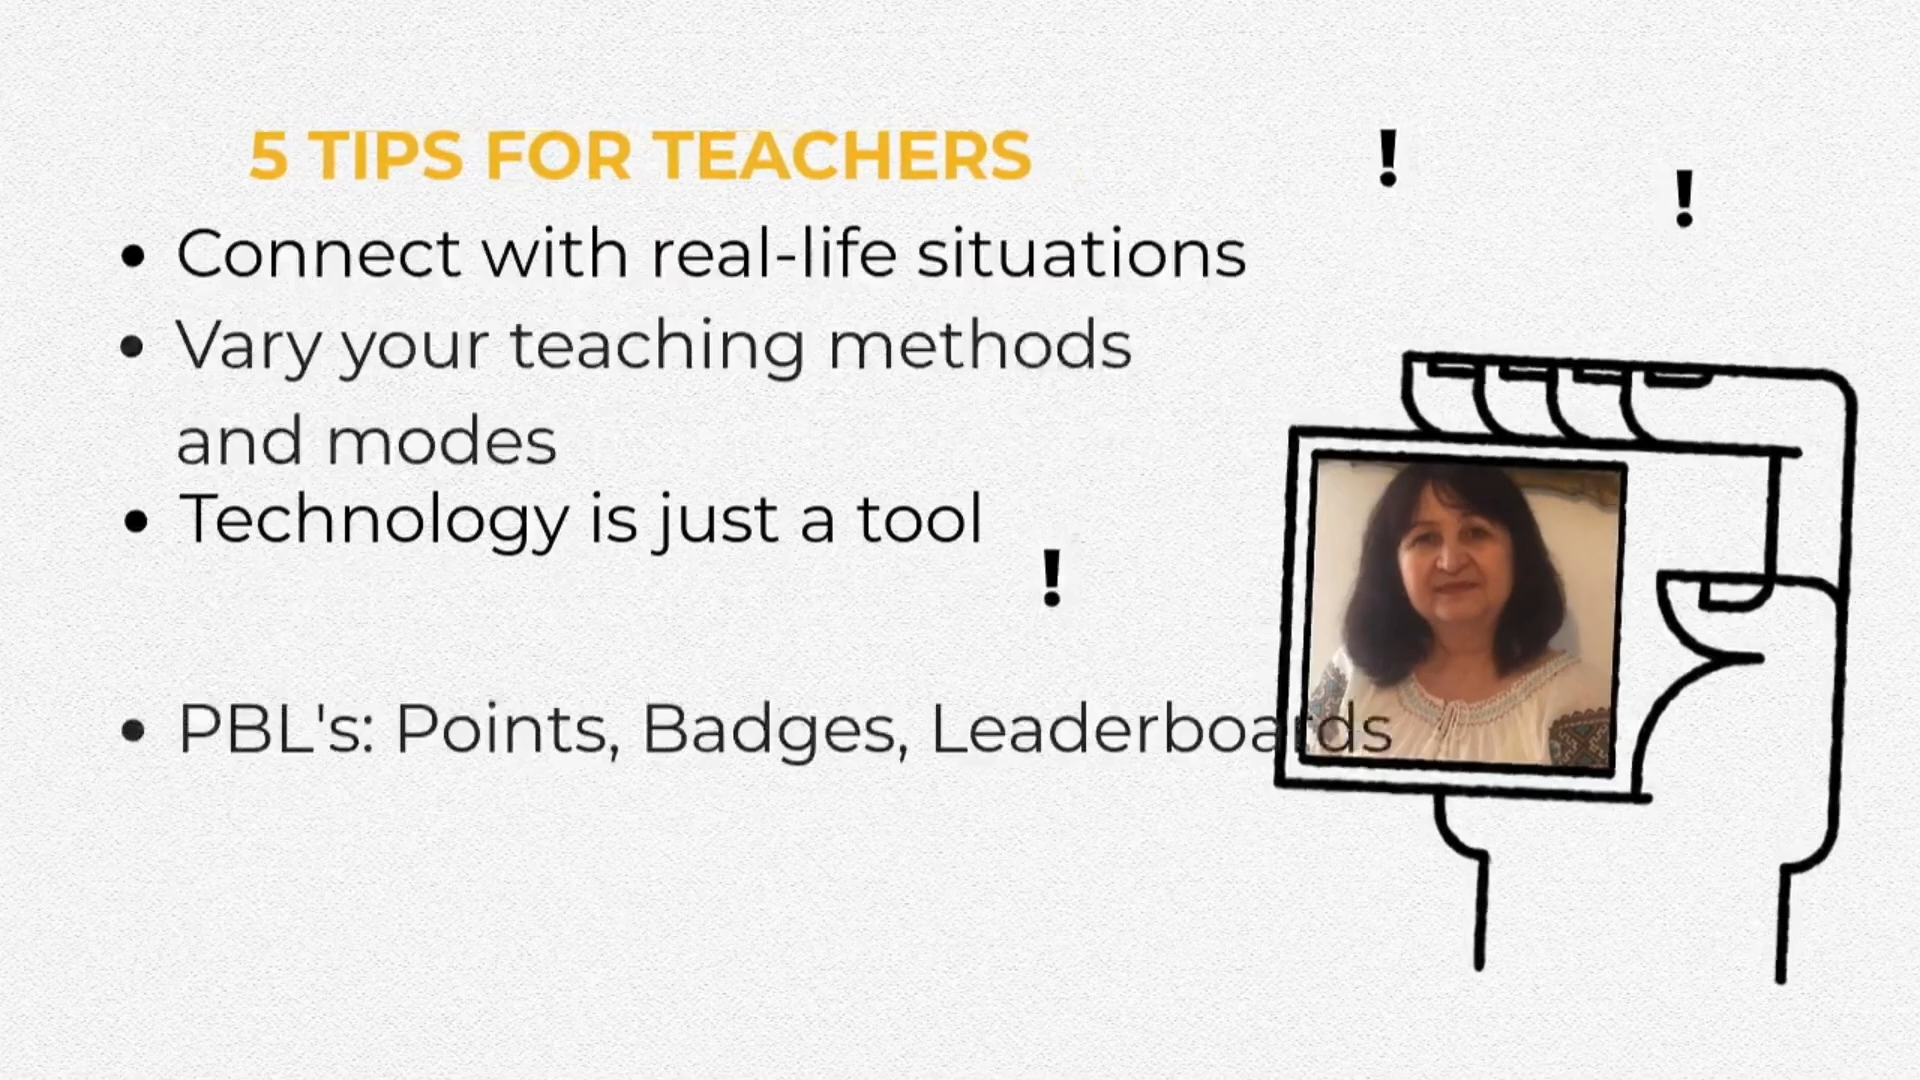 5 TIPS FOR TEACHERS
! !
• Connect with real-life situations
• Vary your teaching methods
and modes
• Technology is just a tool
!
• PBL's: Points, Badges, Leaderboards